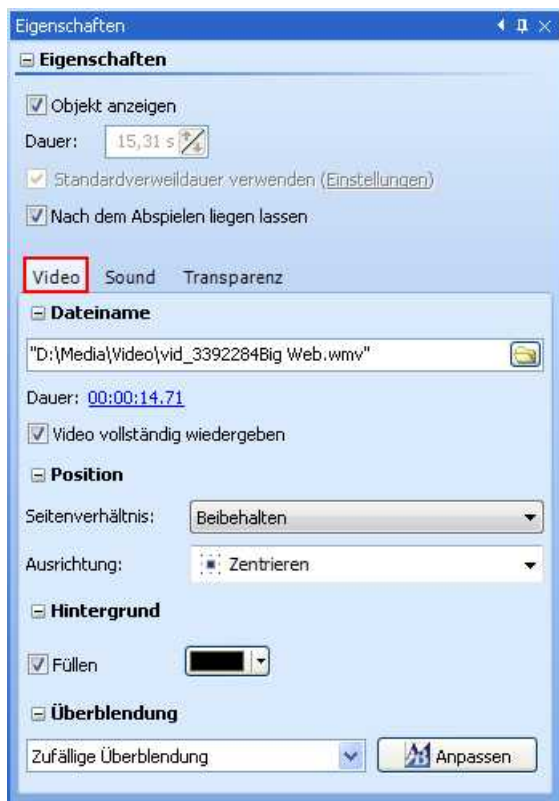 Eigenschaften
Eigenschaften
Objekt anzeigen
Dauer: 15,31 s
Standardverweildauer verwenden (Einstellungen)
Nach dem Abspielen liegen lassen
Video Sound Transparenz
Dateiname
"D:\Media\Video\vid_3392284Big Web.wmv"
Dauer: 00:00:14.71
Video vollständig wiedergeben
Position
Seitenverhältnis: Beibehalten
Ausrichtung: Zentrieren
Hintergrund
Füllen
Überblendung
Zufällige Überblendung Anpassen